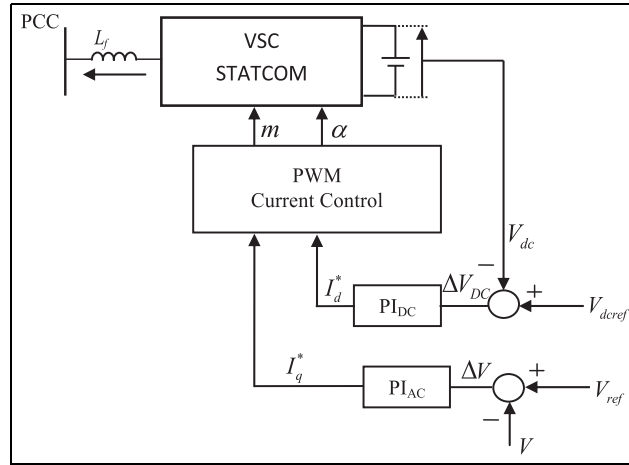 PCC
L_f
VSC
STATCOM
m
α
PWM
Current Control
V_dc
−
I_d^*
PI_DC
ΔV_DC
+
V_dcref
I_q^*
PI_AC
ΔV
+
V_ref
−
V